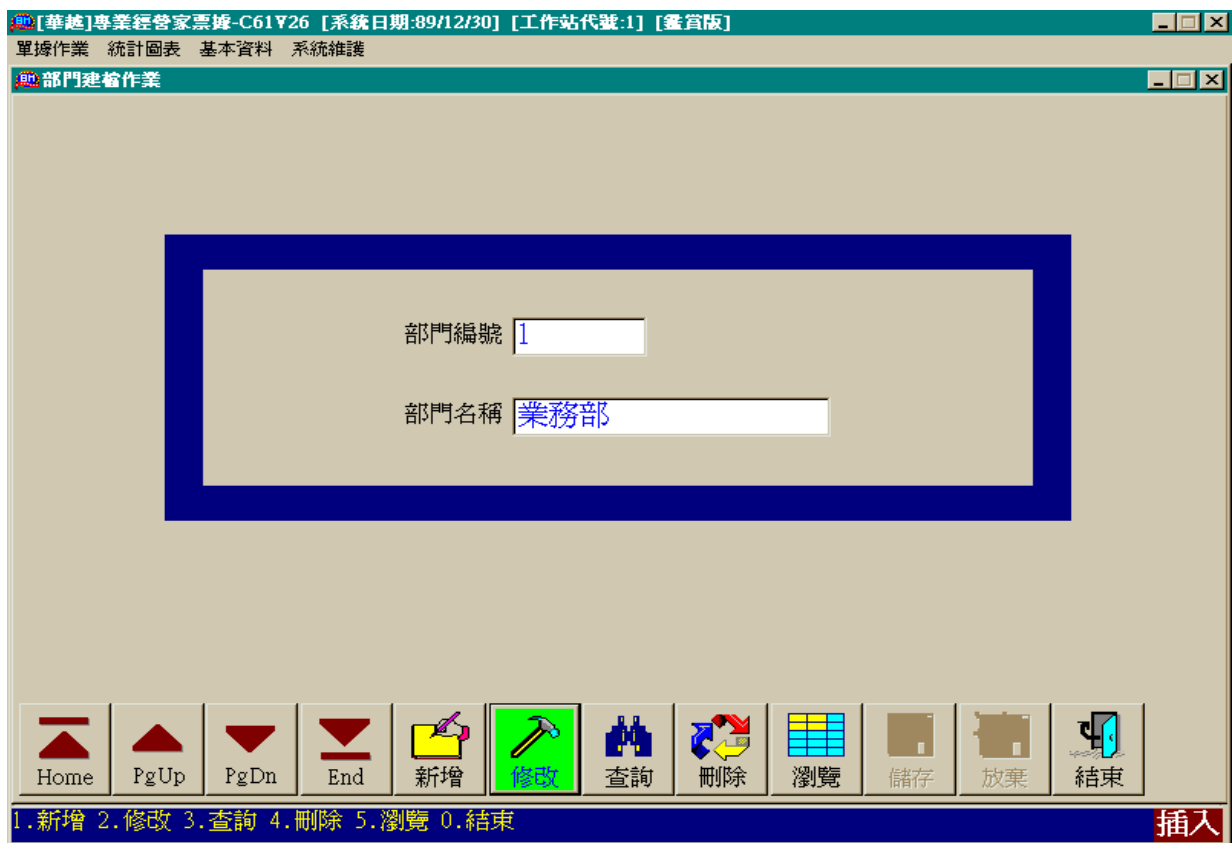 [華越]專業經營家票據-C61V26 [系統日期:89/12/30] [工作站代號:1] [鑑賞版]
單據作業 統計圖表 基本資料 系統維護
部門建檔作業
部門編號 1
部門名稱 業務部
Home PgUp PgDn End 新增 修改 查詢 刪除 瀏覽 儲存 放棄 結束
1.新增 2.修改 3.查詢 4.刪除 5.瀏覽 0.結束 插入